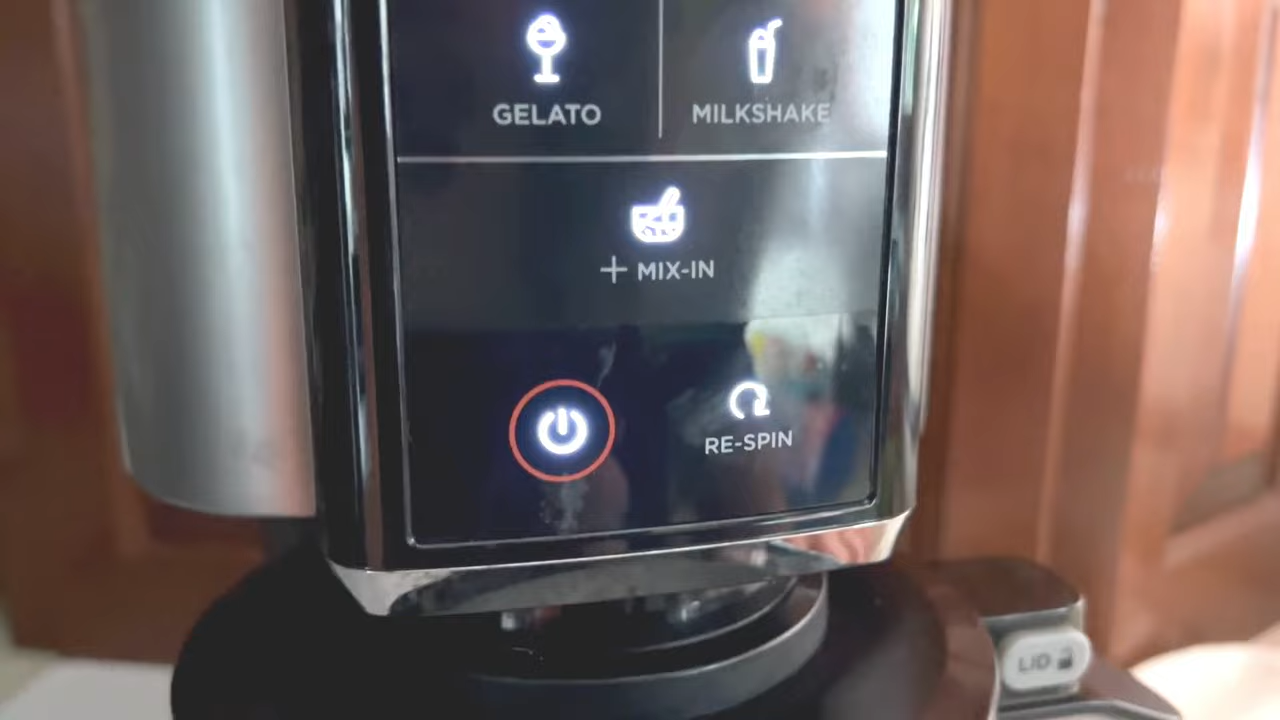 GELATO
MILKSHAKE
+ MIX-IN
RE-SPIN
LID